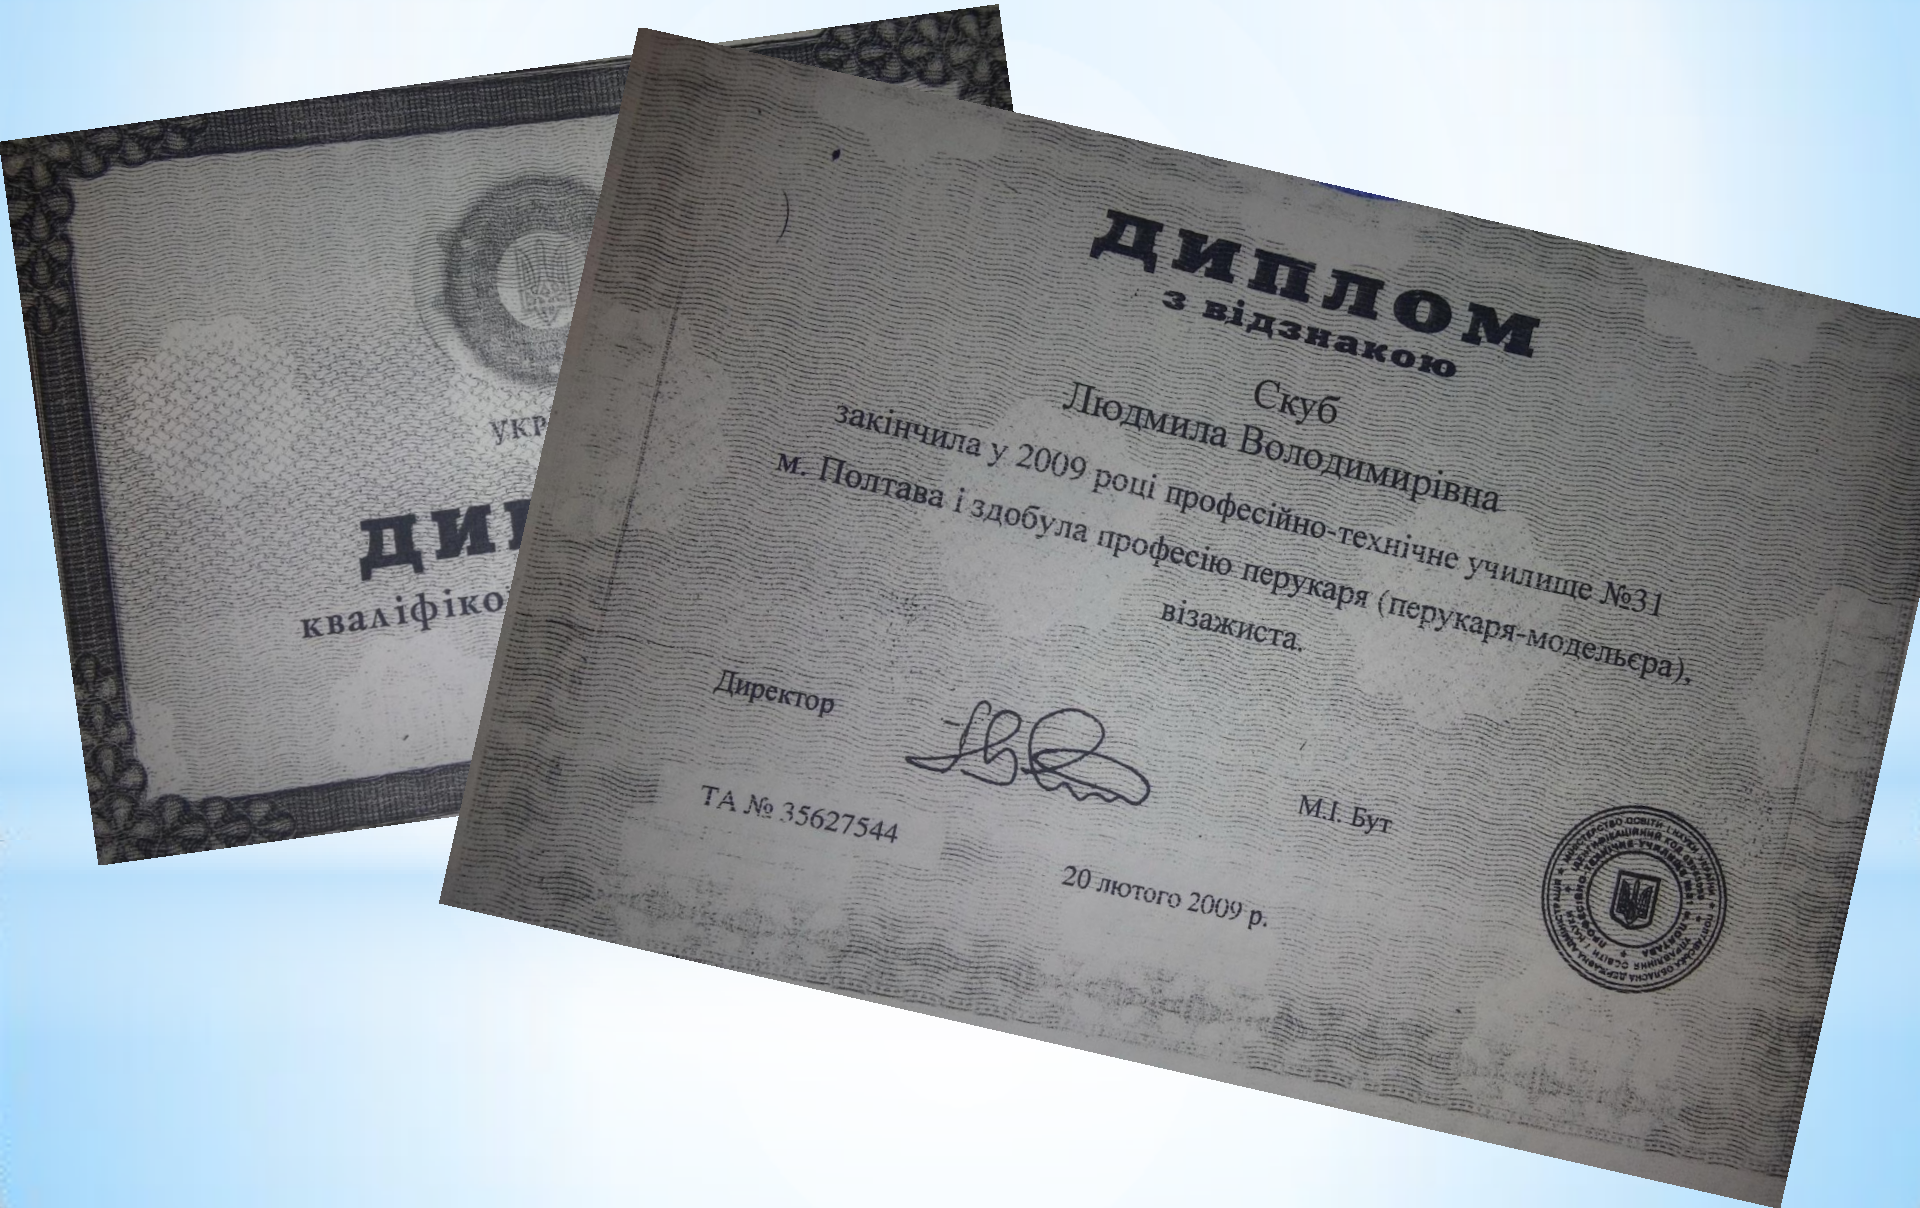 УКР
ДИП
кваліфіко
ДИПЛОМ
з відзнакою
Скуб
Людмила Володимирівна
закінчила у 2009 році професійно-технічне училище №31
м. Полтава і здобула професію перукаря (перукаря-модельєра),
візажиста.
Директор
М.І. Бут
ТА № 35627544
20 лютого 2009 р.